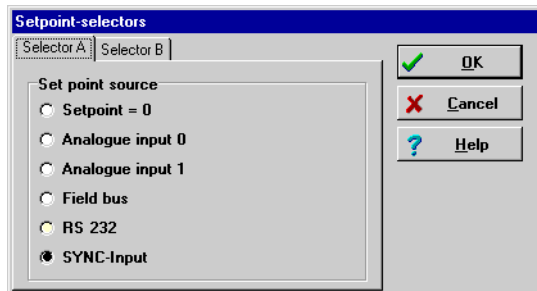 Setpoint-selectors
Selector A Selector B
Set point source
Setpoint = 0
Analogue input 0
Analogue input 1
Field bus
RS 232
SYNC-Input
OK
Cancel
Help